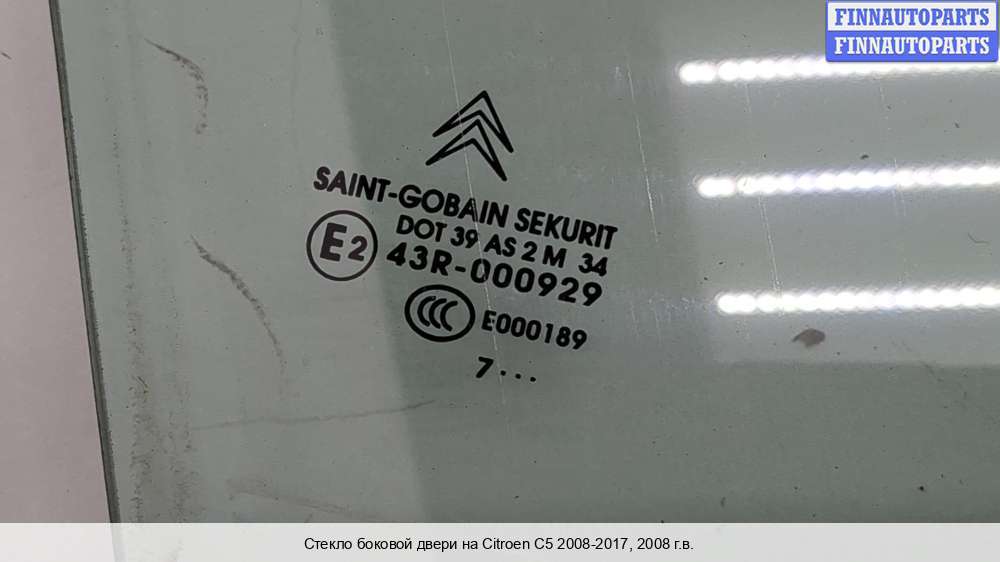 FINNAUTOPARTS
FINNAUTOPARTS
SAINT-GOBAIN SEKURIT
DOT 39 AS 2 M 34
E2 43R-000929
CCC E000189
7...
Стекло боковой двери на Citroen C5 2008-2017, 2008 г.в.